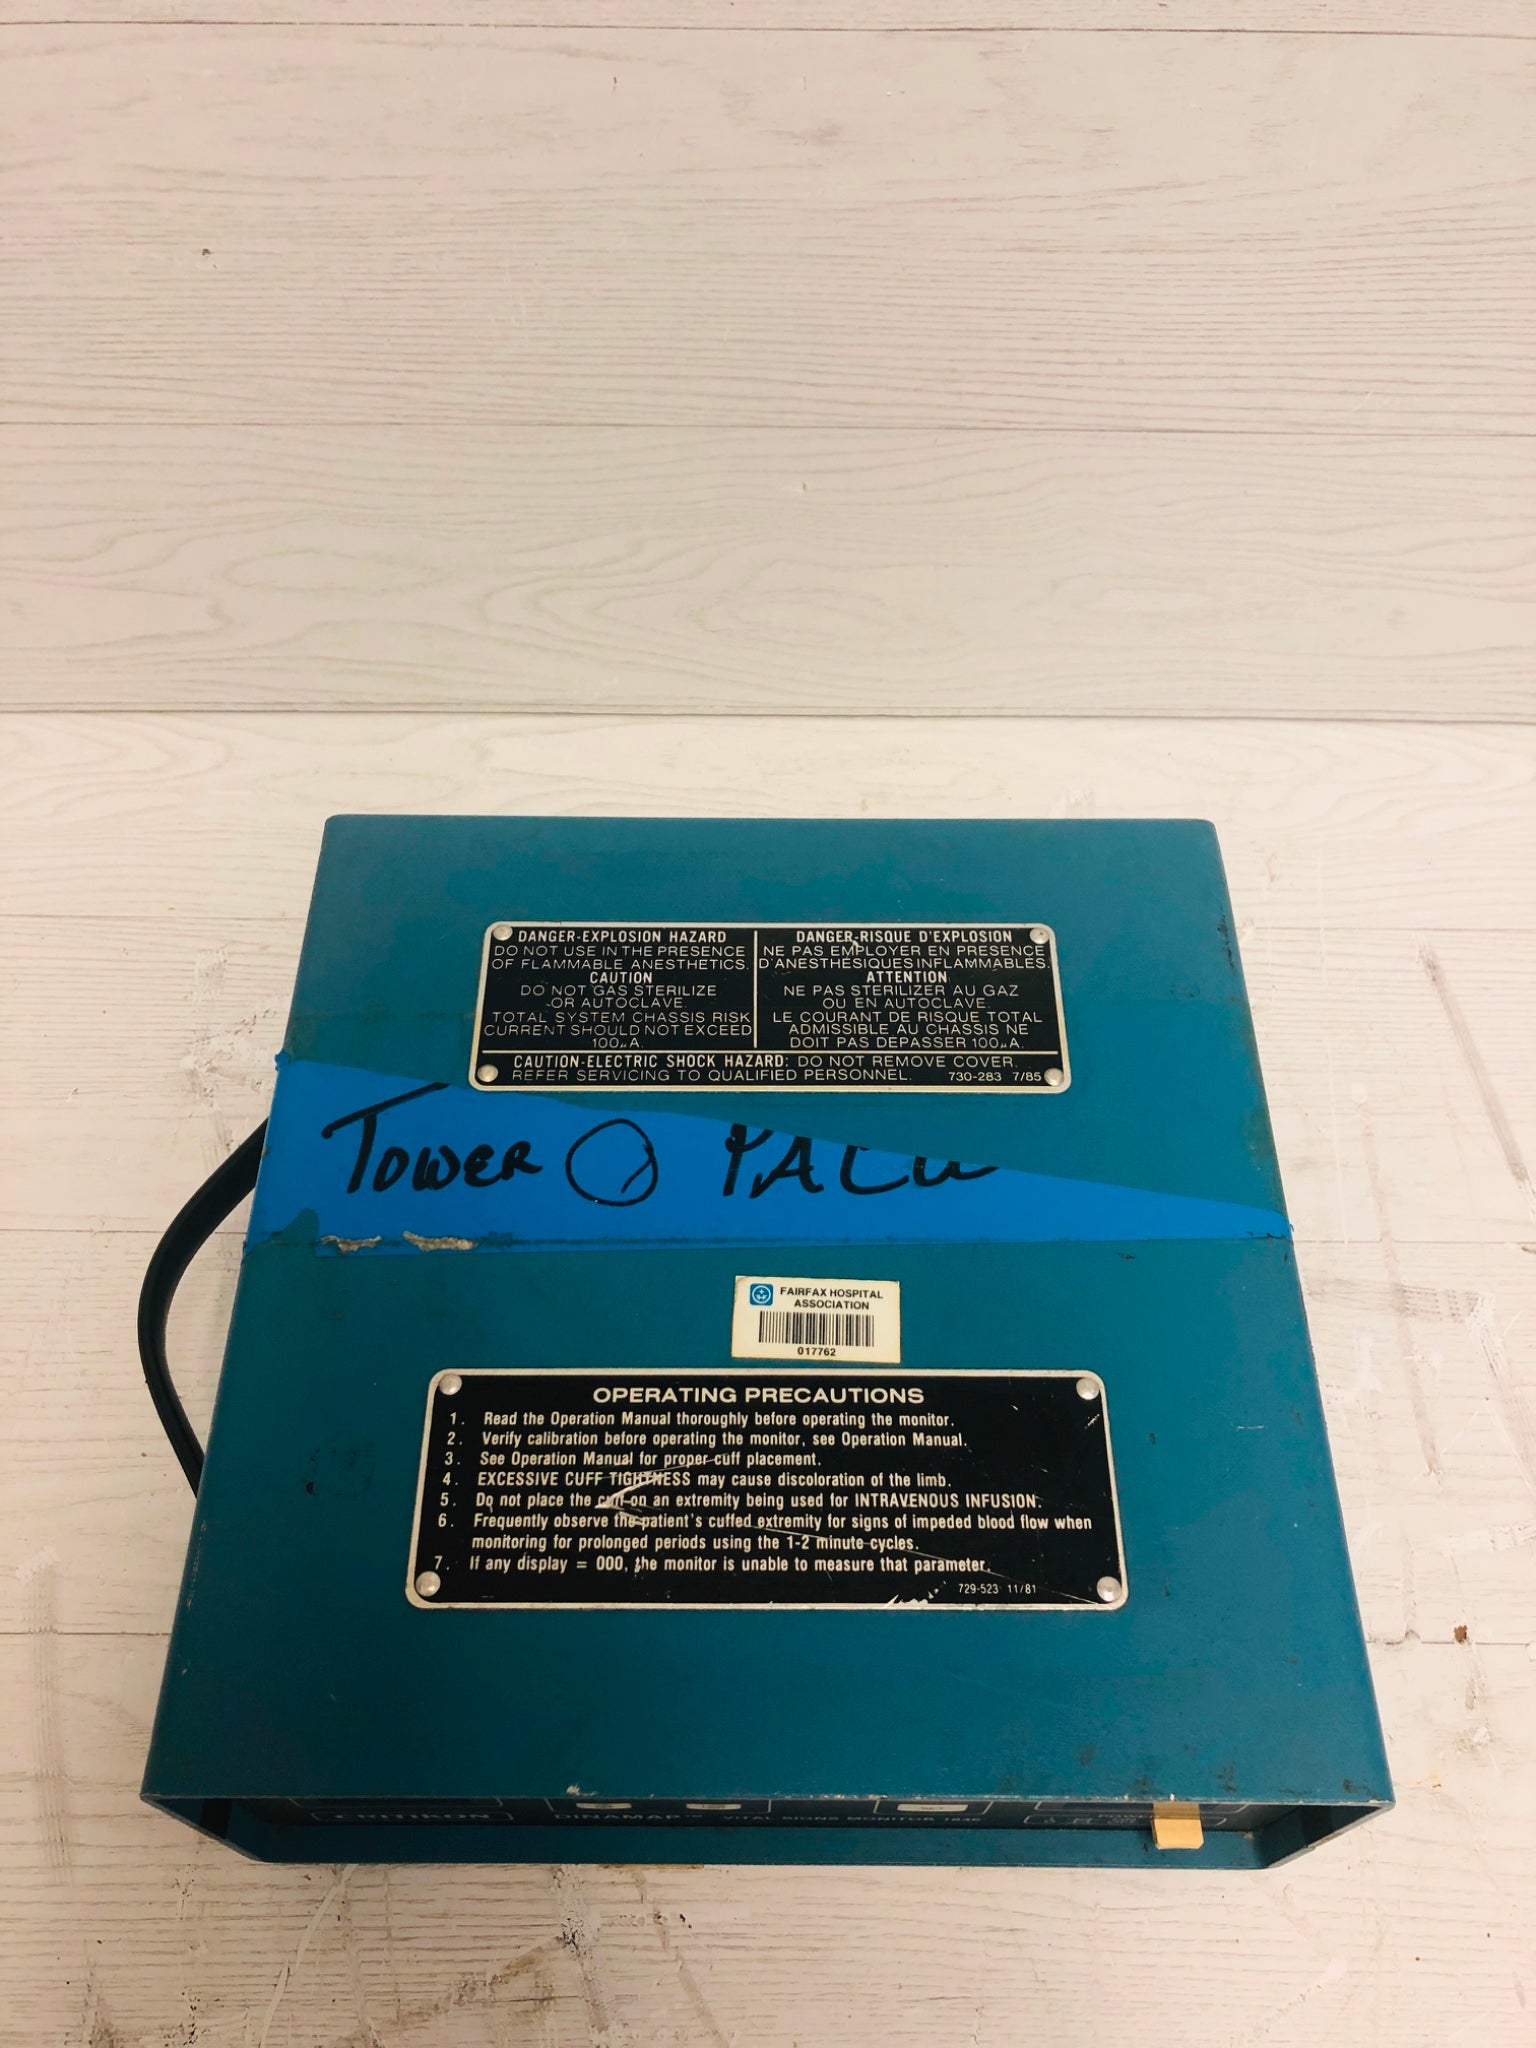 DANGER-EXPLOSION HAZARD
DO NOT USE IN THE PRESENCE
OF FLAMMABLE ANESTHETICS.
CAUTION
DO NOT GAS STERILIZE
OR AUTOCLAVE.
TOTAL SYSTEM CHASSIS RISK
CURRENT SHOULD NOT EXCEED
100µA.
DANGER-RISQUE D'EXPLOSION
NE PAS EMPLOYER EN PRESENCE
D'ANESTHÉSIQUES INFLAMMABLES.
ATTENTION
NE PAS STERILIZER AU GAZ
OU EN AUTOCLAVE.
LE COURANT DE RISQUE TOTAL
ADMISSIBLE AU CHASSIS NE
DOIT PAS DÉPASSER 100µA.
CAUTION-ELECTRIC SHOCK HAZARD: DO NOT REMOVE COVER.
REFER SERVICING TO QUALIFIED PERSONNEL. 730-283 7/85
TOWER PACU
FAIRFAX HOSPITAL
ASSOCIATION
017762
OPERATING PRECAUTIONS
1. Read the Operation Manual thoroughly before operating the monitor.
2. Verify calibration before operating the monitor, see Operation Manual.
3. See Operation Manual for proper cuff placement.
4. EXCESSIVE CUFF TIGHTNESS may cause discoloration of the limb.
5. Do not place the cuff on an extremity being used for INTRAVENOUS INFUSION.
6. Frequently observe the patient's cuffed extremity for signs of impeded blood flow when
monitoring for prolonged periods using the 1-2 minute cycles.
7. If any display = 000, the monitor is unable to measure that parameter.
729-523 11/81
CRITIKON DINAMAP VITAL SIGNS MONITOR